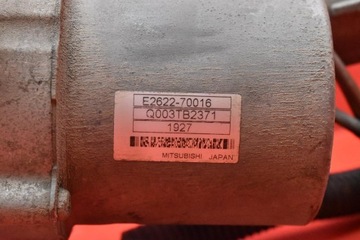 E2622-70016
Q003TB2371
1927
MITSUBISHI JAPAN